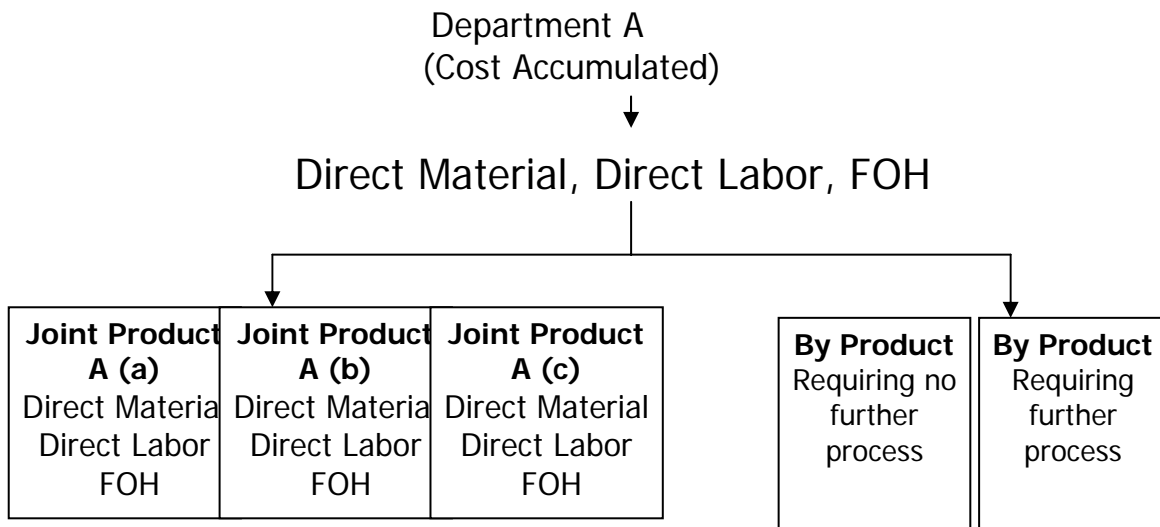 Department A
(Cost Accumulated)
Direct Material, Direct Labor, FOH
Joint Product
A (a)
Direct Material
Direct Labor
FOH
Joint Product
A (b)
Direct Material
Direct Labor
FOH
Joint Product
A (c)
Direct Material
Direct Labor
FOH
By Product
Requiring no
further
process
By Product
Requiring
further
process